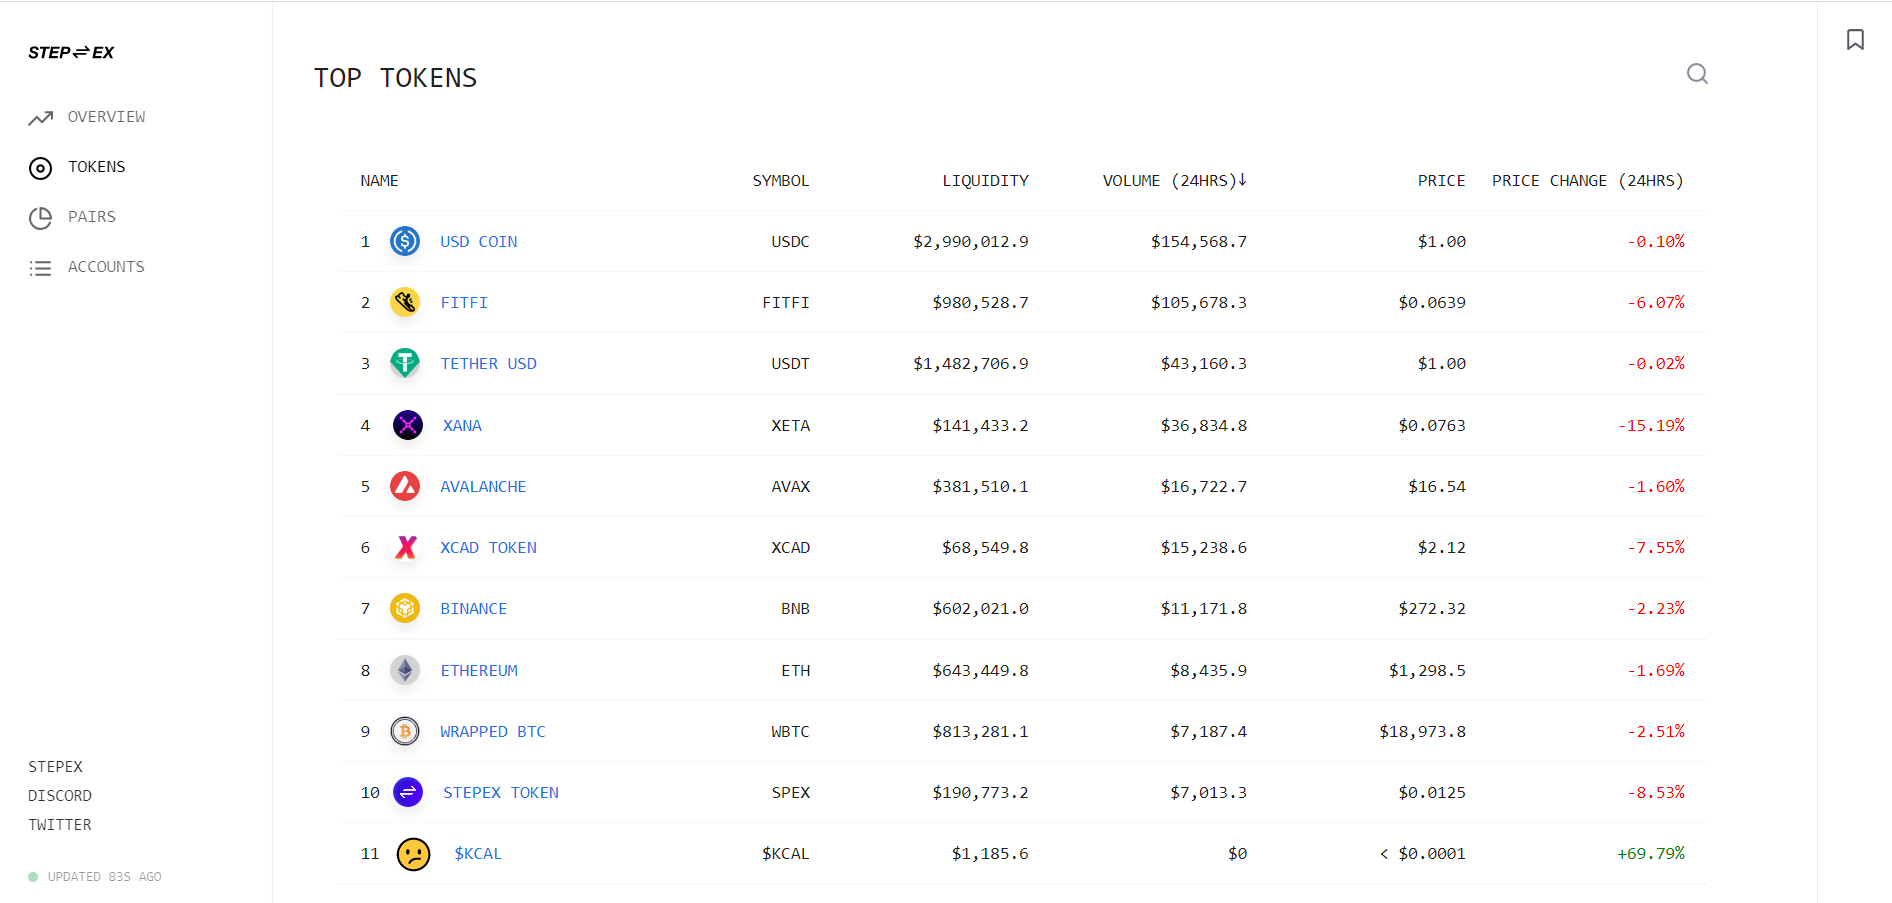 STEP⇌EX
OVERVIEW
TOKENS
PAIRS
ACCOUNTS
STEPEX
DISCORD
TWITTER
UPDATED 83S AGO
TOP TOKENS
NAME SYMBOL LIQUIDITY VOLUME (24HRS)↓ PRICE PRICE CHANGE (24HRS)
1 USD COIN USDC $2,990,012.9 $154,568.7 $1.00 -0.10%
2 FITFI FITFI $980,528.7 $105,678.3 $0.0639 -6.07%
3 TETHER USD USDT $1,482,706.9 $43,160.3 $1.00 -0.02%
4 XANA XETA $141,433.2 $36,834.8 $0.0763 -15.19%
5 AVALANCHE AVAX $381,510.1 $16,722.7 $16.54 -1.60%
6 XCAD TOKEN XCAD $68,549.8 $15,238.6 $2.12 -7.55%
7 BINANCE BNB $602,021.0 $11,171.8 $272.32 -2.23%
8 ETHEREUM ETH $643,449.8 $8,435.9 $1,298.5 -1.69%
9 WRAPPED BTC WBTC $813,281.1 $7,187.4 $18,973.8 -2.51%
10 STEPEX TOKEN SPEX $190,773.2 $7,013.3 $0.0125 -8.53%
11 $KCAL $KCAL $1,185.6 $0 < $0.0001 +69.79%